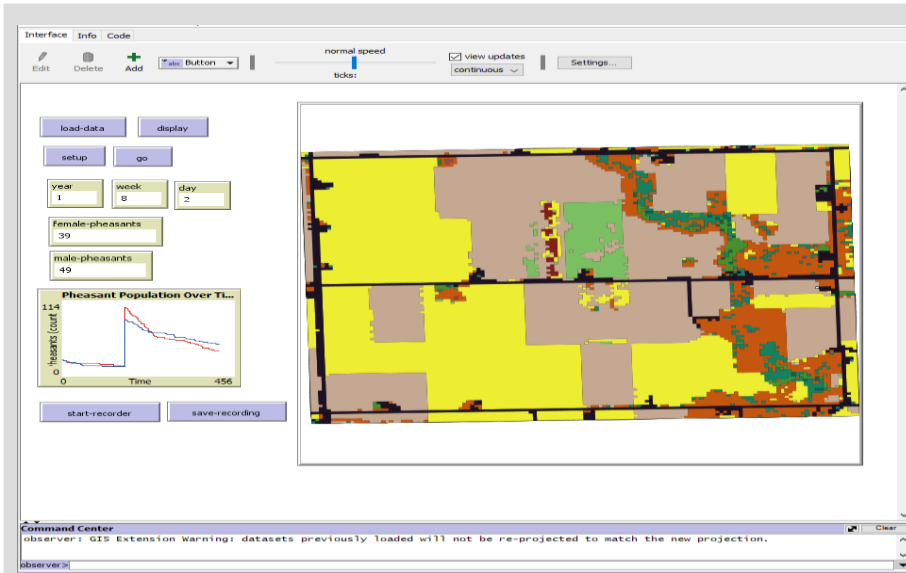 Interface Info Code
Edit Delete Add abc Button normal speed view updates
ticks: continuous Settings...
load-data display
setup go
year week day
1 8 2
female-pheasants
39
male-pheasants
49
Pheasant Population Over Ti...
114
heasants (count
0
0 Time 456
start-recorder save-recording
Command Center Clear
observer: GIS Extension Warning: datasets previously loaded will not be re-projected to match the new projection.
observer>